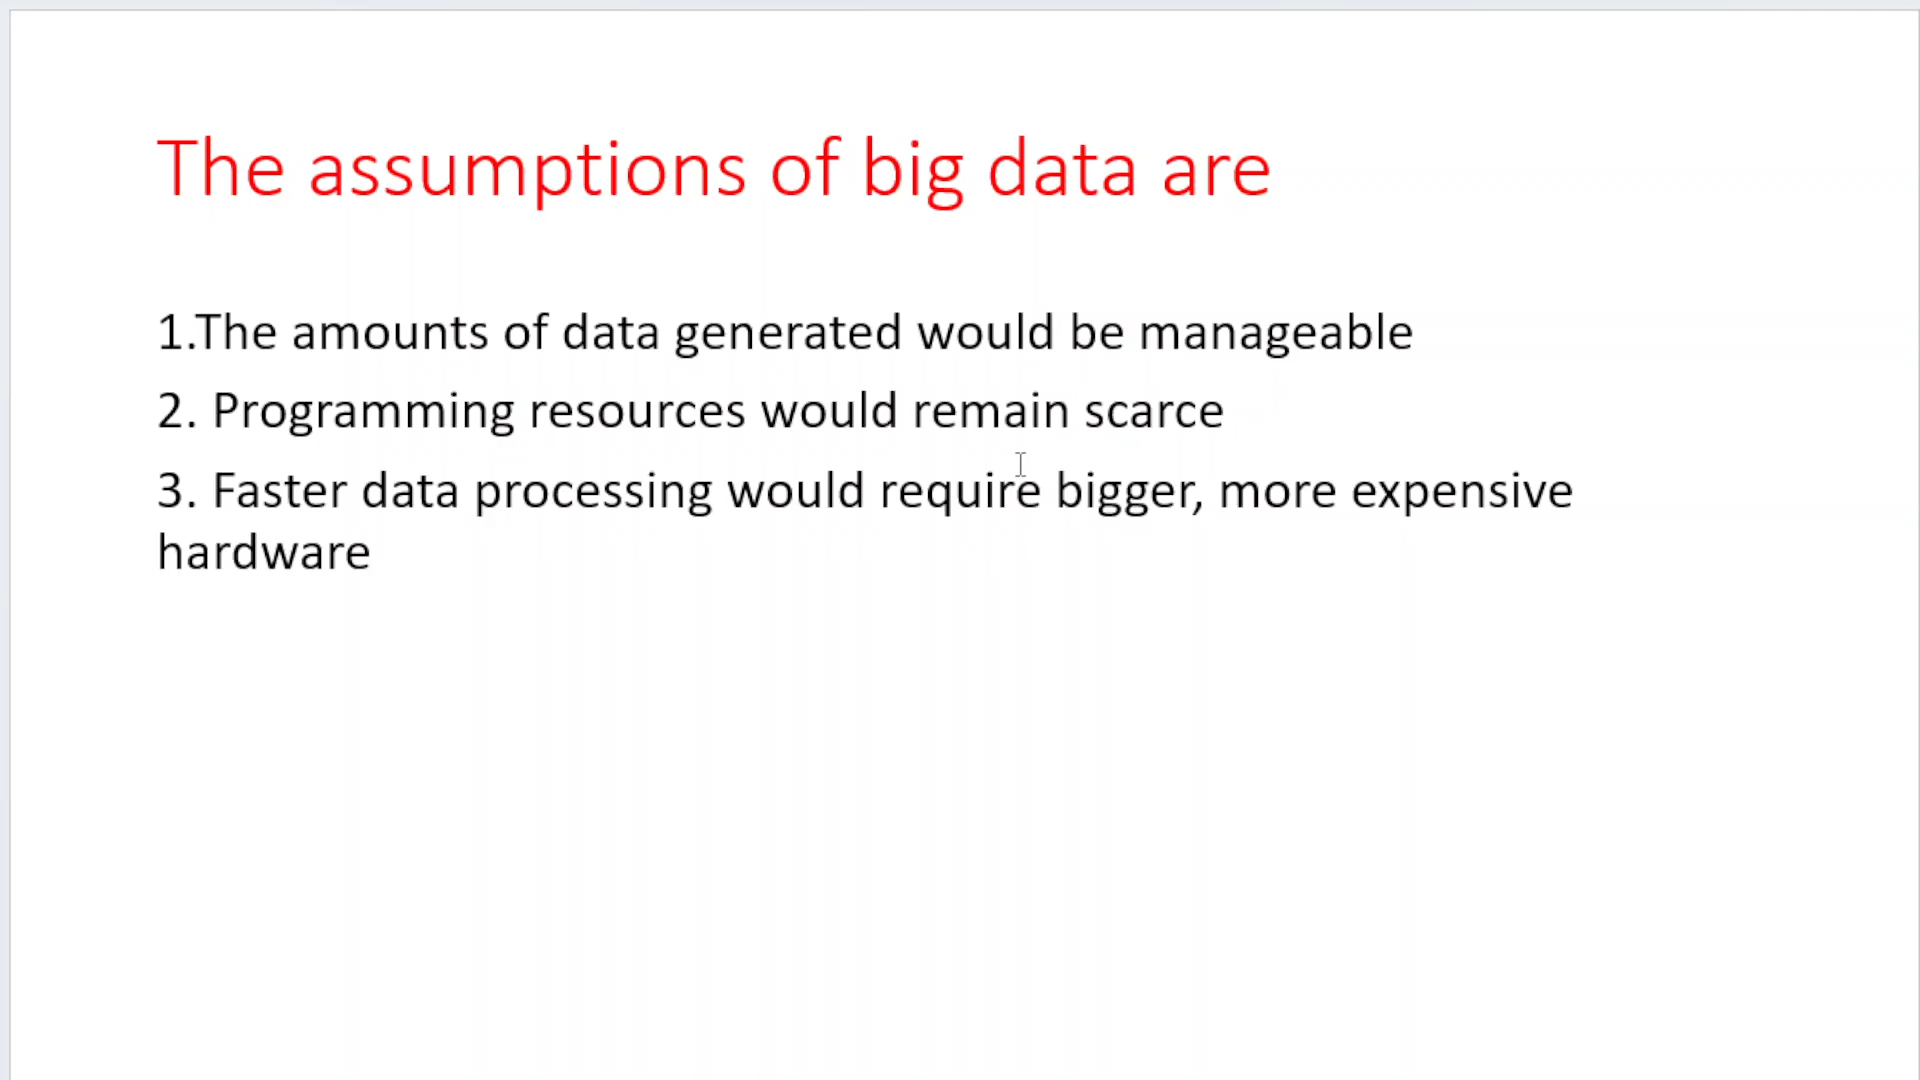 The assumptions of big data are
1.The amounts of data generated would be manageable
2. Programming resources would remain scarce
3. Faster data processing would require bigger, more expensive
hardware